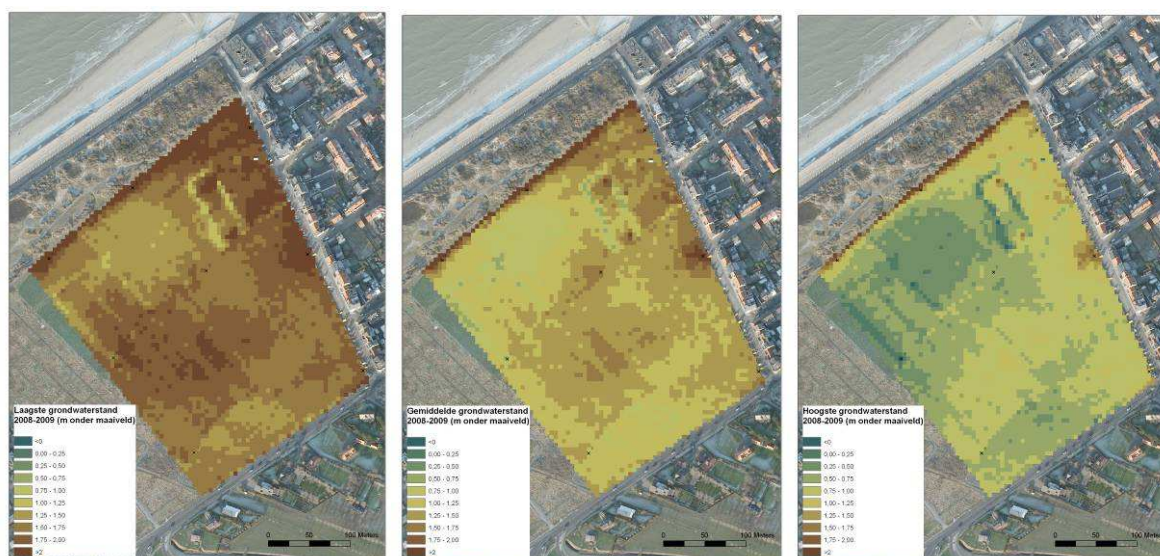 Laagste grondwaterstand
2008-2009 (m onder maaiveld)
<0
0,00 - 0,25
0,25 - 0,50
0,50 - 0,75
0,75 - 1,00
1,00 - 1,25
1,25 - 1,50
1,50 - 1,75
1,75 - 2,00
>2
0 50 100 Meters
Gemiddelde grondwaterstand
2008-2009 (m onder maaiveld)
<0
0,00 - 0,25
0,25 - 0,50
0,50 - 0,75
0,75 - 1,00
1,00 - 1,25
1,25 - 1,50
1,50 - 1,75
1,75 - 2,00
>2
0 50 100 Meters
Hoogste grondwaterstand
2008-2009 (m onder maaiveld)
<0
0,00 - 0,25
0,25 - 0,50
0,50 - 0,75
0,75 - 1,00
1,00 - 1,25
1,25 - 1,50
1,50 - 1,75
1,75 - 2,00
>2
0 50 100 Meters